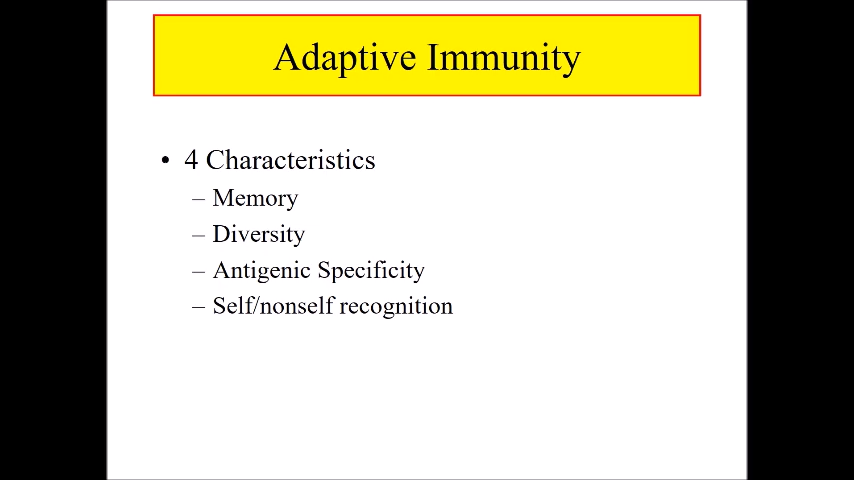 Adaptive Immunity
• 4 Characteristics
– Memory
– Diversity
– Antigenic Specificity
– Self/nonself recognition